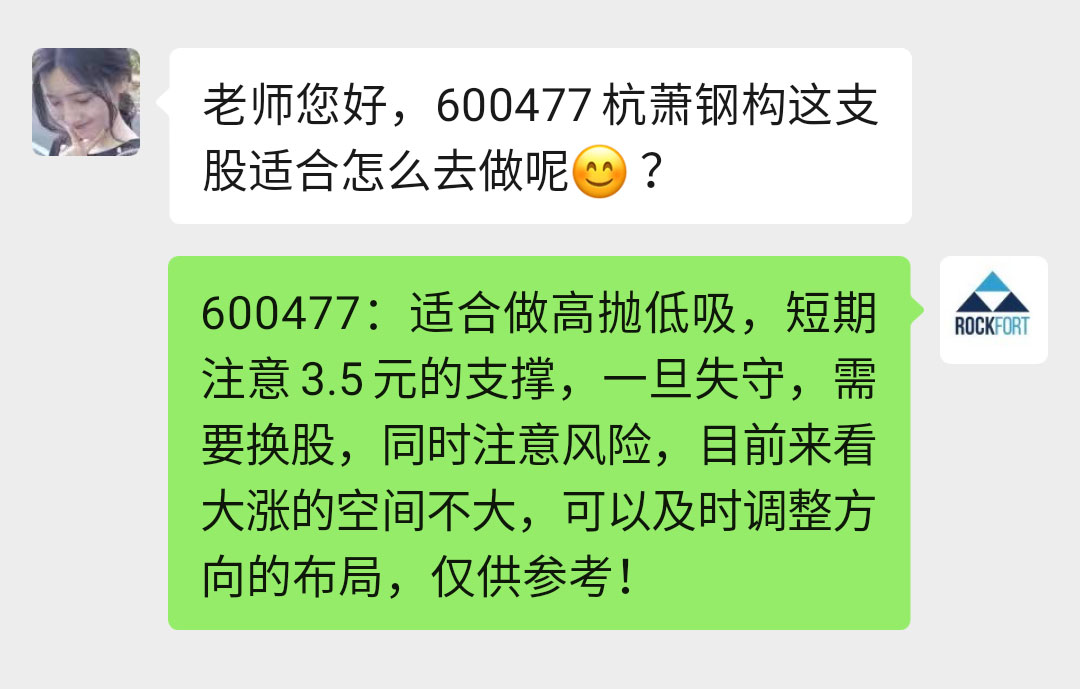 老师您好，600477 杭萧钢构这支
股适合怎么去做呢😊？
600477：适合做高抛低吸，短期
注意 3.5 元的支撑，一旦失守，需
要换股，同时注意风险，目前来看
大涨的空间不大，可以及时调整方
向的布局，仅供参考！
ROCKFORT